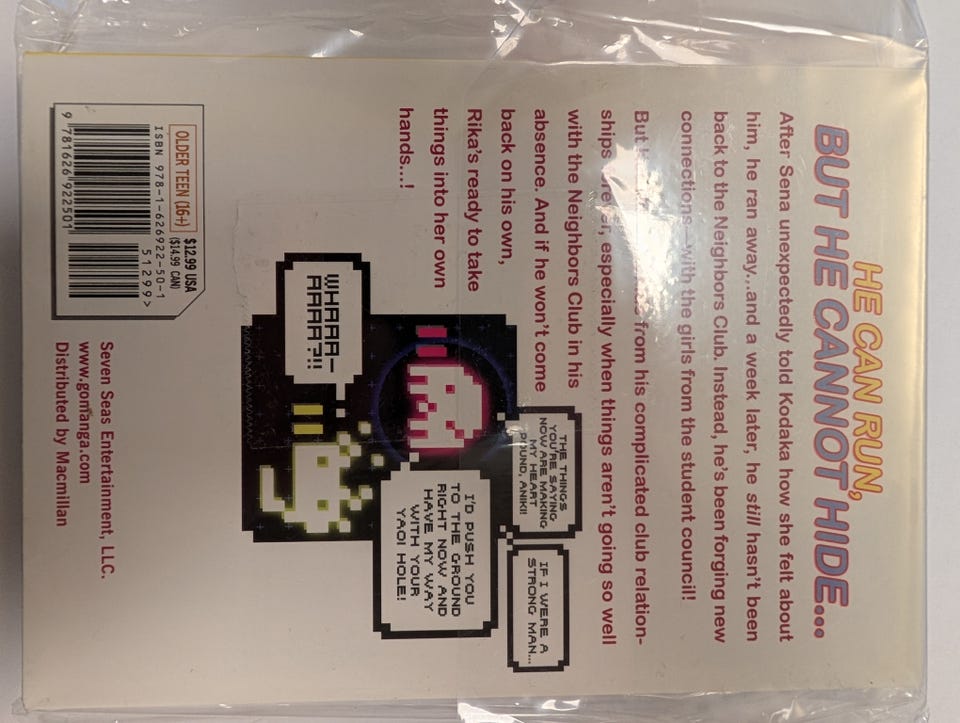 HE CAN RUN,
BUT HE CANNOT HIDE...
After Sena unexpectedly told Kodaka how she felt about
him, he ran away...and a week later, he still hasn't been
back to the Neighbors Club. Instead, he's been forging new
connections—with the girls from the student council!
But from his complicated club relation-
ships especially when things aren't going so well
with the Neighbors Club in his
absence. And if he won't come
back on his own,
Rika's ready to take
things into her own
hands...!
THE THINGS
YOU'RE SAYING
NOW ARE MAKING
MY HEART
POUND, ANIKI!
IF I WERE A
STRONG MAN...
I'D PUSH YOU
TO THE GROUND
RIGHT NOW AND
HAVE MY WAY
WITH YOUR
YAOI HOLE!
WHAAA—
AAAAA?!!
OLDER TEEN (16+)
$12.99 USA
($14.99 CAN)
ISBN 978-1-626922-50-1
51299>
9 781626 922501
Seven Seas Entertainment, LLC.
www.gomanga.com
Distributed by Macmillan